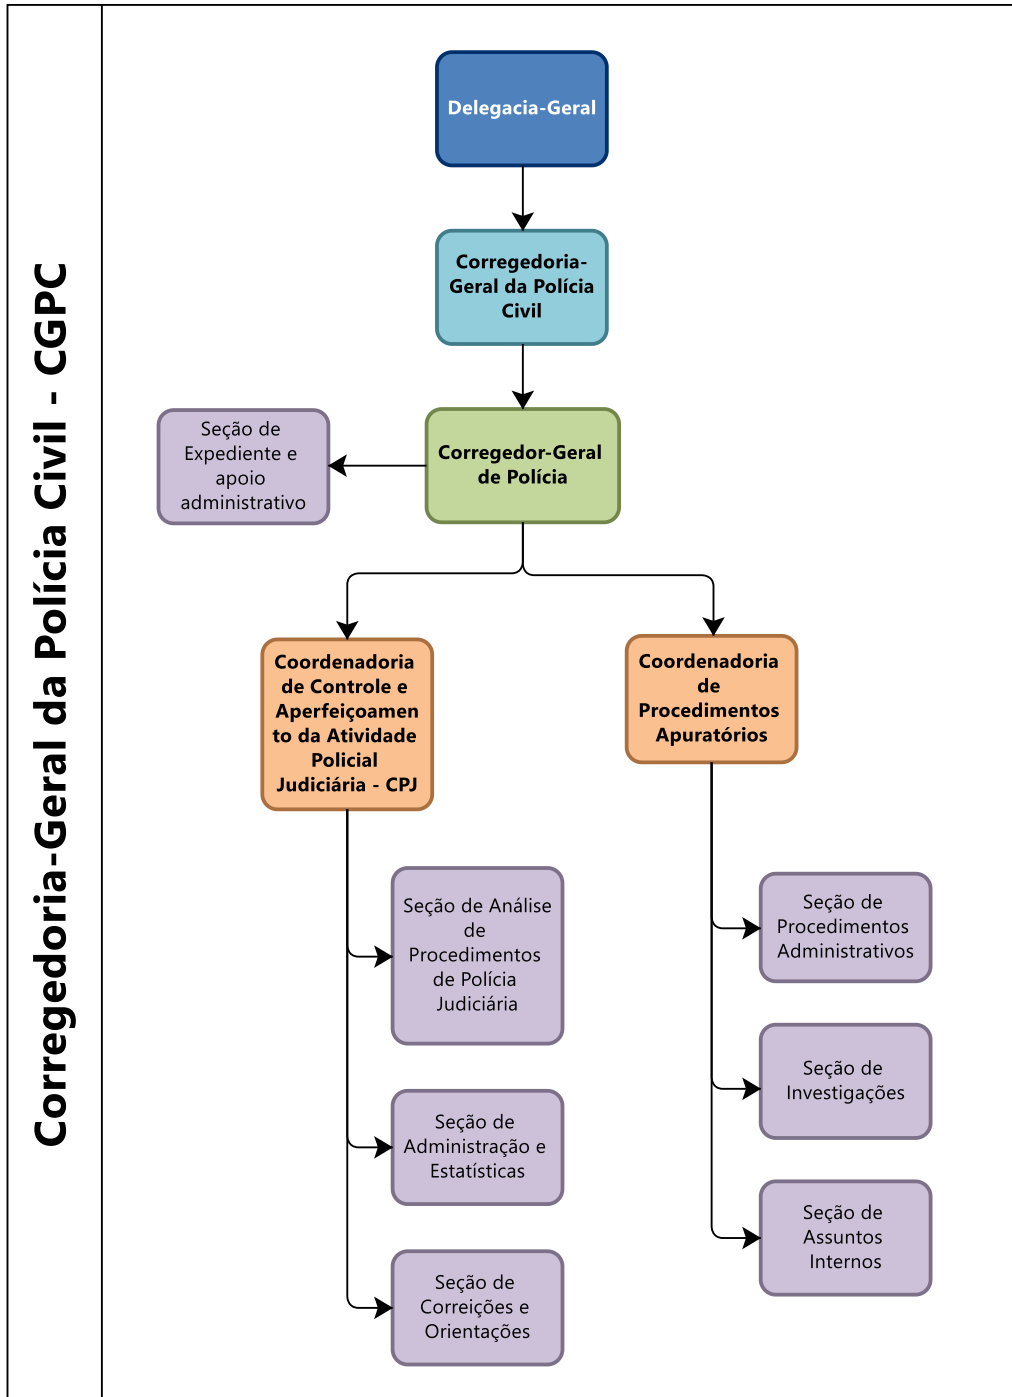 Corregedoria-Geral da Polícia Civil - CGPC
Delegacia-Geral
Corregedoria-
Geral da Polícia
Civil
Corregedor-Geral
de Polícia
Seção de
Expediente e
apoio
administrativo
Coordenadoria
de Controle e
Aperfeiçoamen
to da Atividade
Policial
Judiciária - CPJ
Seção de Análise
de
Procedimentos
de Polícia
Judiciária
Seção de
Administração e
Estatísticas
Seção de
Correições e
Orientações
Coordenadoria
de
Procedimentos
Apuratórios
Seção de
Procedimentos
Administrativos
Seção de
Investigações
Seção de
Assuntos
Internos